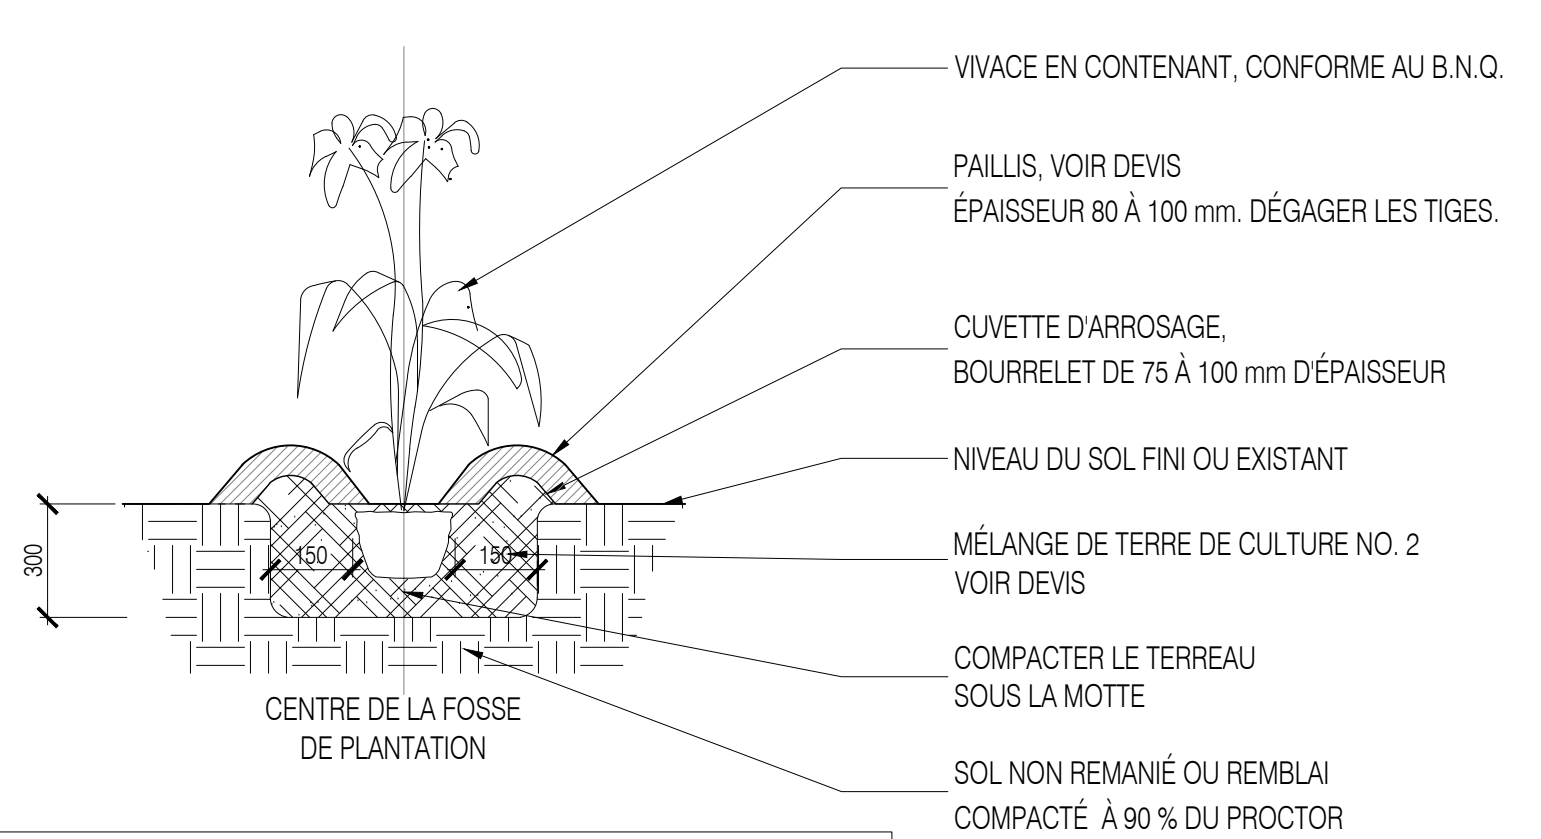 VIVACE EN CONTENANT, CONFORME AU B.N.Q.
PAILLIS, VOIR DEVIS
ÉPAISSEUR 80 À 100 mm. DÉGAGER LES TIGES.
CUVETTE D'ARROSAGE,
BOURRELET DE 75 À 100 mm D'ÉPAISSEUR
NIVEAU DU SOL FINI OU EXISTANT
300
150
150
MÉLANGE DE TERRE DE CULTURE NO. 2
VOIR DEVIS
COMPACTER LE TERREAU
SOUS LA MOTTE
CENTRE DE LA FOSSE
DE PLANTATION
SOL NON REMANIÉ OU REMBLAI
COMPACTÉ À 90 % DU PROCTOR